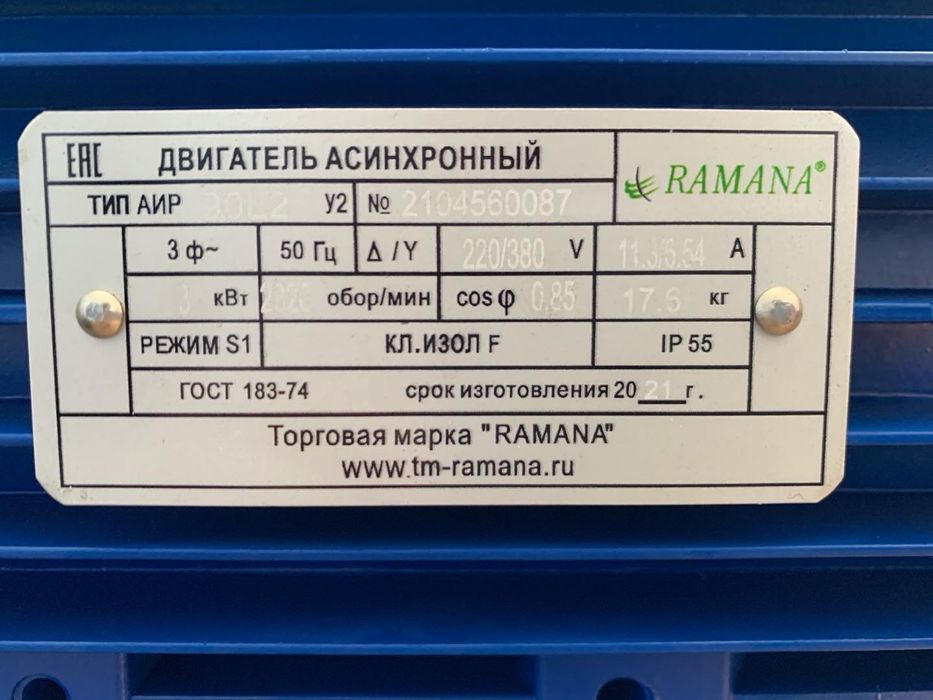 EAC ДВИГАТЕЛЬ АСИНХРОННЫЙ
RAMANA®
ТИП АИР 90L2 У2 № 2104560087
3 ф~ 50 Гц Δ / Y 220/380 V 11.3/6.54 A
3 кВт обор/мин cos φ 0.85 17.6 кг
РЕЖИМ S1 КЛ.ИЗОЛ F IP 55
ГОСТ 183-74 срок изготовления 2021 г.
Торговая марка "RAMANA"
www.tm-ramana.ru